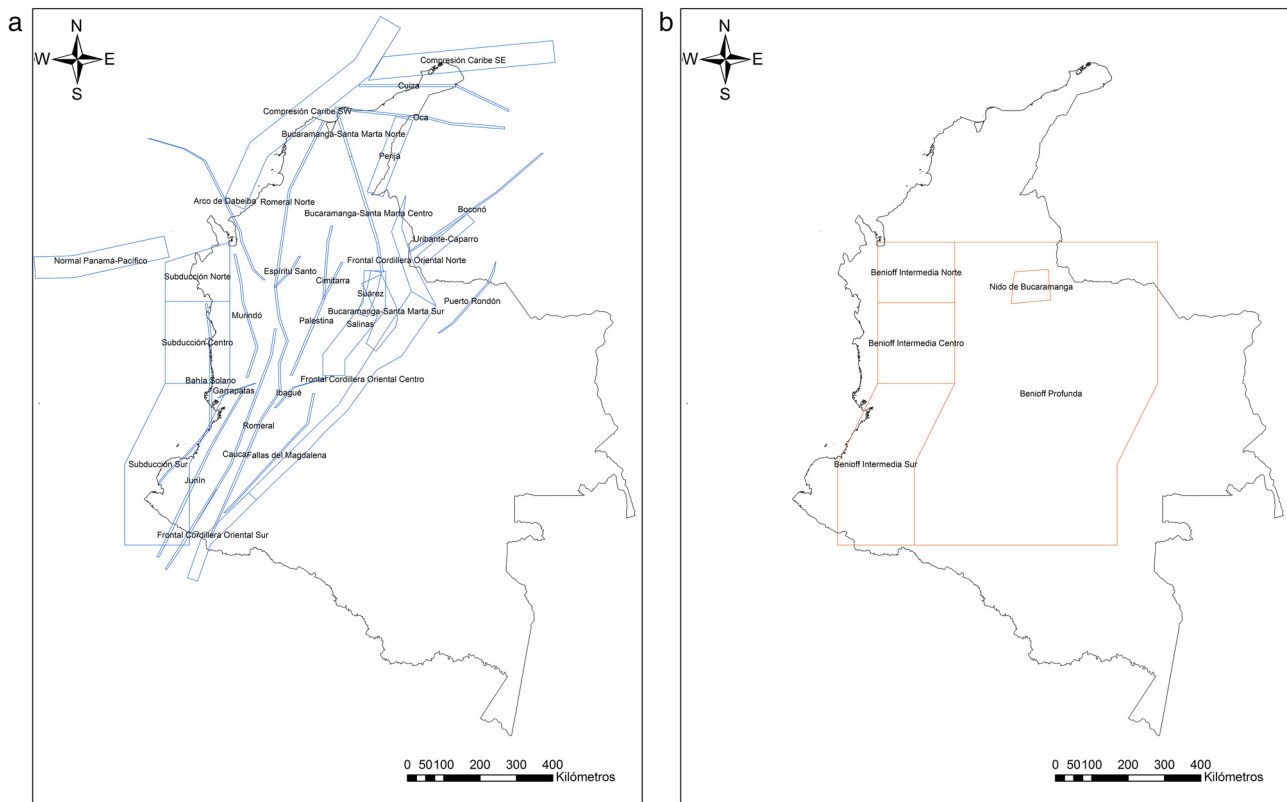 a
N
W
E
S
Compresión Caribe SE
Cuiza
Compresión Caribe SW
Oca
Bucaramanga-Santa Marta Norte
Perijá
Arco de Dabeiba
Romeral Norte
Bucaramanga-Santa Marta Centro
Boconó
Uribante-Caparro
Normal Panamá-Pacífico
Frontal Cordillera Oriental Norte
Subducción Norte
Espíritu Santo
Cimitarra
Suárez
Puerto Rondón
Bucaramanga-Santa Marta Sur
Murindó
Palestina
Salinas
Subducción Centro
Bahía Solano
Frontal Cordillera Oriental Centro
Garrapatas
Ibagué
Romeral
Cauca
Fallas del Magdalena
Subducción Sur
Junín
Frontal Cordillera Oriental Sur
0 50 100 200 300 400
Kilómetros
b
N
W
E
S
Benioff Intermedia Norte
Nido de Bucaramanga
Benioff Intermedia Centro
Benioff Profunda
Benioff Intermedia Sur
0 50 100 200 300 400
Kilómetros